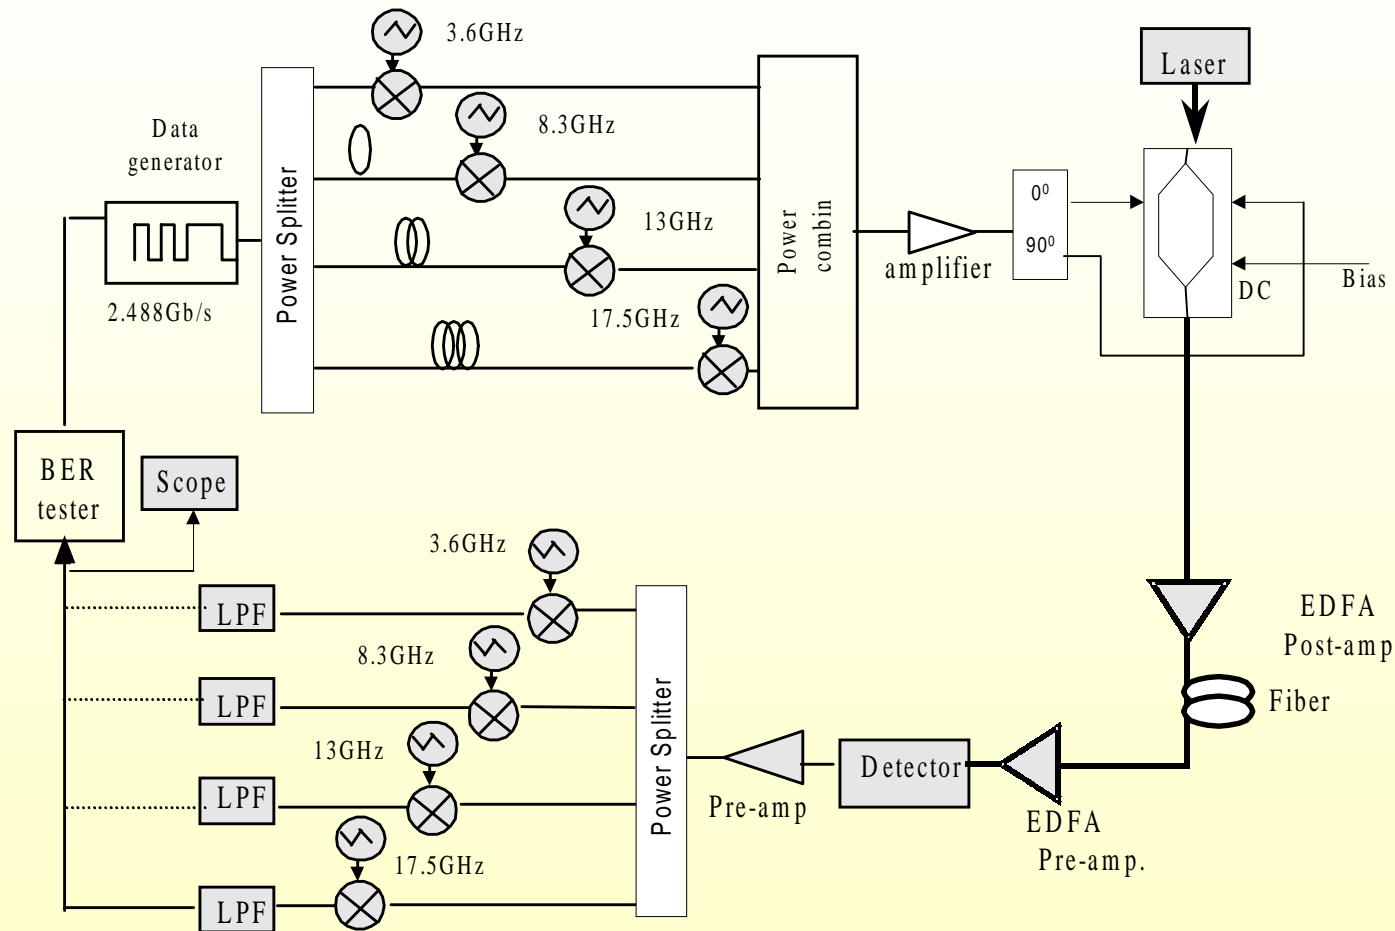 3.6GHz
Laser
Data
generator
8.3GHz
Power Splitter
13GHz
Power
combin
0⁰
90⁰
amplifier
2.488Gb/s
17.5GHz
DC
Bias
BER
tester
Scope
3.6GHz
LPF
8.3GHz
LPF
13GHz
LPF
17.5GHz
LPF
Power Splitter
Pre-amp
Detector
EDFA
Pre-amp.
EDFA
Post-amp
Fiber